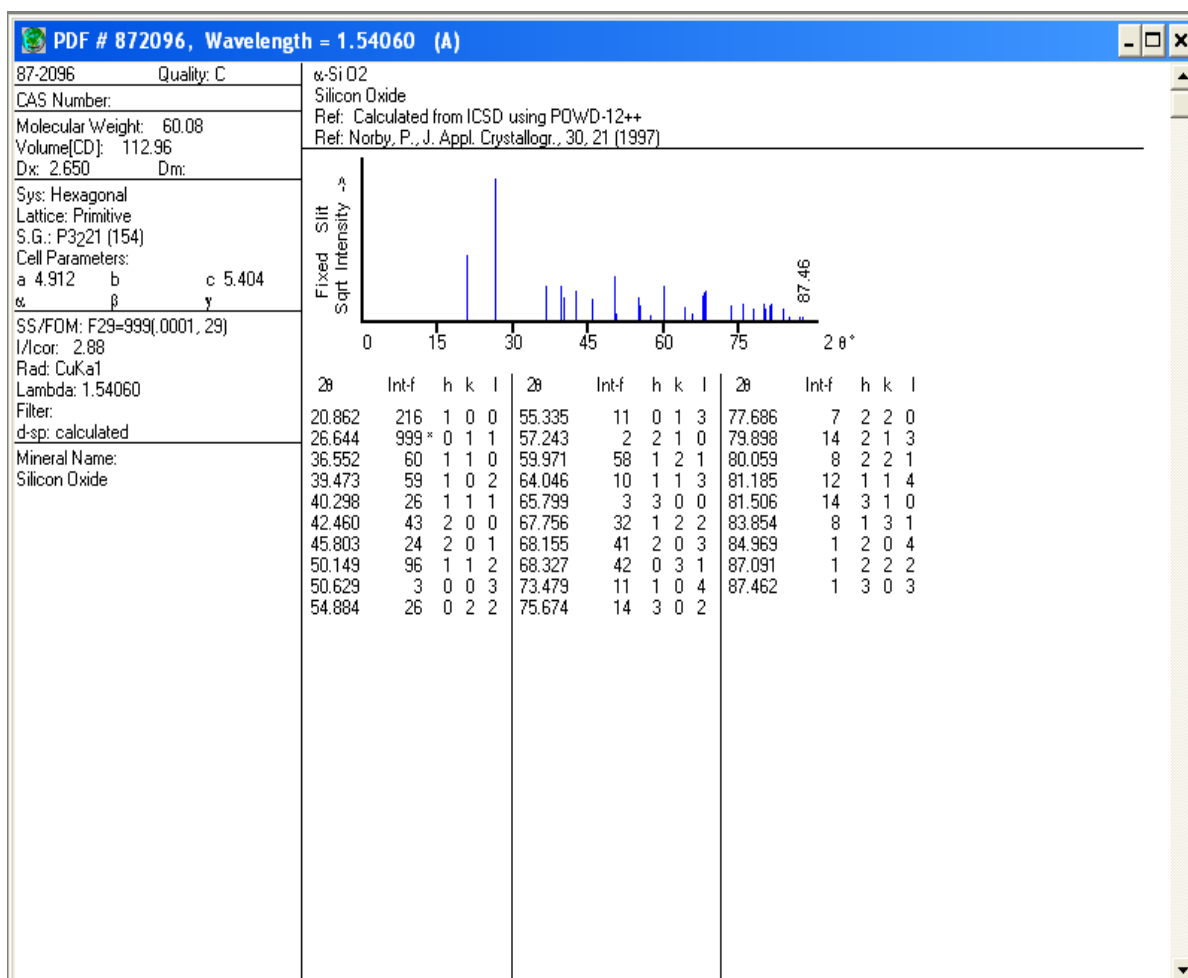 PDF # 872096, Wavelength = 1.54060 (A)
87-2096 Quality: C
CAS Number:
Molecular Weight: 60.08
Volume[CD]: 112.96
Dx: 2.650 Dm:
Sys: Hexagonal
Lattice: Primitive
S.G.: P3221 (154)
Cell Parameters:
a 4.912 b c 5.404
α β γ
SS/FOM: F29=999(.0001, 29)
I/Icor: 2.88
Rad: CuKa1
Lambda: 1.54060
Filter:
d-sp: calculated
Mineral Name:
Silicon Oxide
α-Si O2
Silicon Oxide
Ref: Calculated from ICSD using POWD-12++
Ref: Norby, P., J. Appl. Crystallogr., 30, 21 (1997)
Fixed Slit
Sqrt Intensity ->
87.46
0 15 30 45 60 75 2 θ°
2θ Int-f h k l 2θ Int-f h k l 2θ Int-f h k l
20.862 216 1 0 0 55.335 11 0 1 3 77.686 7 2 2 0
26.644 999 * 0 1 1 57.243 2 2 1 0 79.898 14 2 1 3
36.552 60 1 1 0 59.971 58 1 2 1 80.059 8 2 2 1
39.473 59 1 0 2 64.046 10 1 1 3 81.185 12 1 1 4
40.298 26 1 1 1 65.799 3 3 0 0 81.506 14 3 1 0
42.460 43 2 0 0 67.756 32 1 2 2 83.854 8 1 3 1
45.803 24 2 0 1 68.155 41 2 0 3 84.969 1 2 0 4
50.149 96 1 1 2 68.327 42 0 3 1 87.091 1 2 2 2
50.629 3 0 0 3 73.479 11 1 0 4 87.462 1 3 0 3
54.884 26 0 2 2 75.674 14 3 0 2